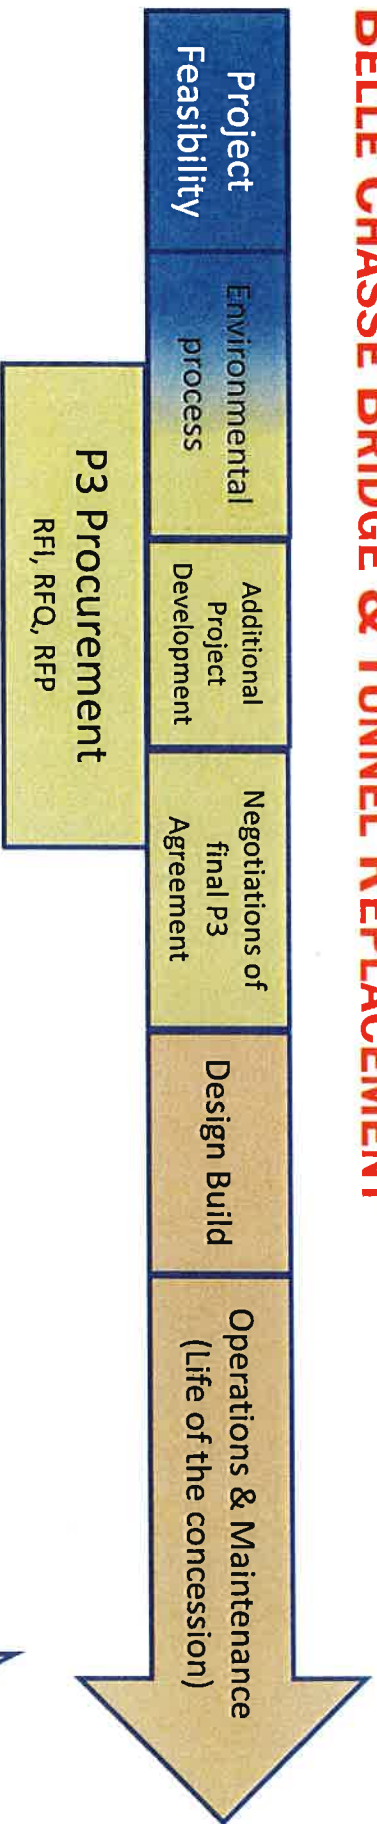 BELLE CHASSE BRIDGE & TUNNEL REPLACEMENT
Project
Feasibility
Environmental
process
Additional
Project
Development
Negotiations of
final P3
Agreement
Design Build
Operations & Maintenance
(Life of the concession)
P3 Procurement
RFI, RFQ, RFP